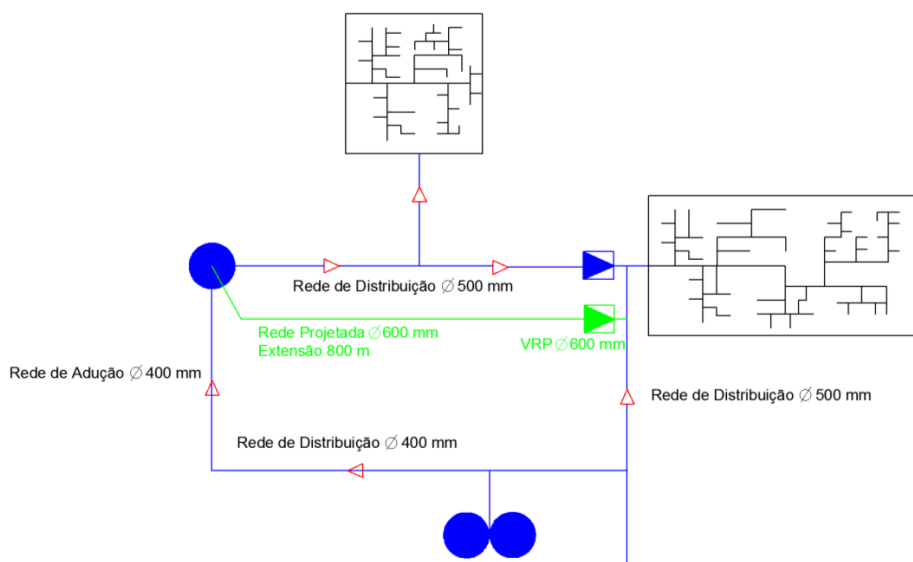 Rede de Distribuição ∅ 500 mm
Rede Projetada ∅600 mm
Extensão 800 m
VRP ∅600 mm
Rede de Adução ∅ 400 mm
Rede de Distribuição ∅ 500 mm
Rede de Distribuição ∅ 400 mm